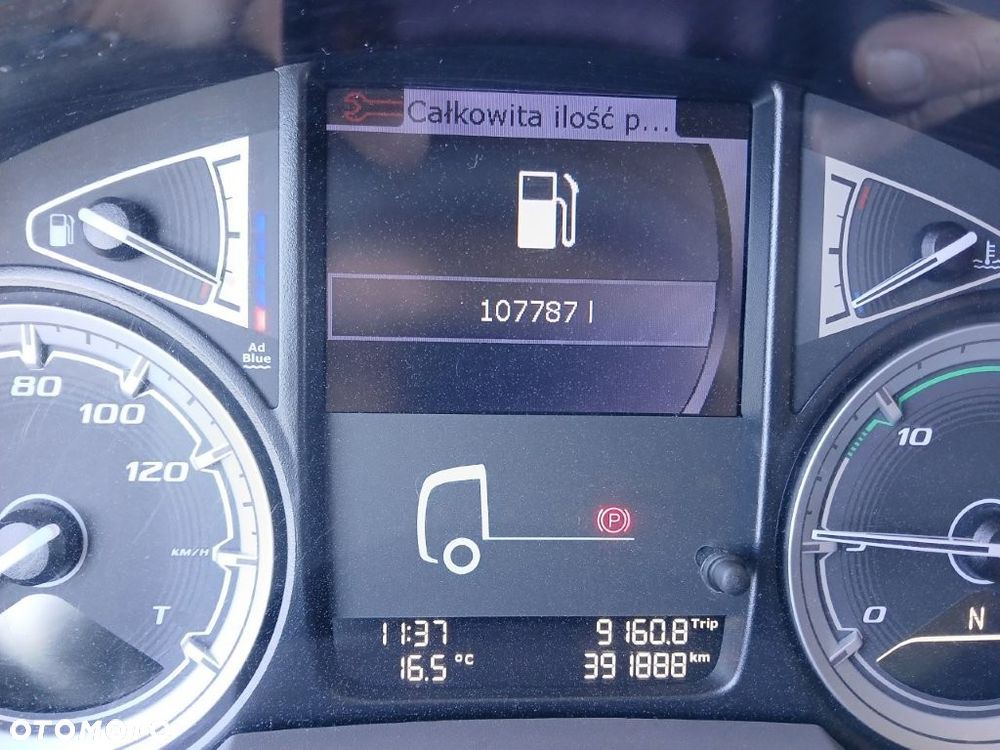 Całkowita ilość p...
107787 l
Ad
Blue
80
100
120
KM/H
T
10
5
0
N
P
11:37
9160.8 Trip
16.5 °C
391888 km
OTOMOTO